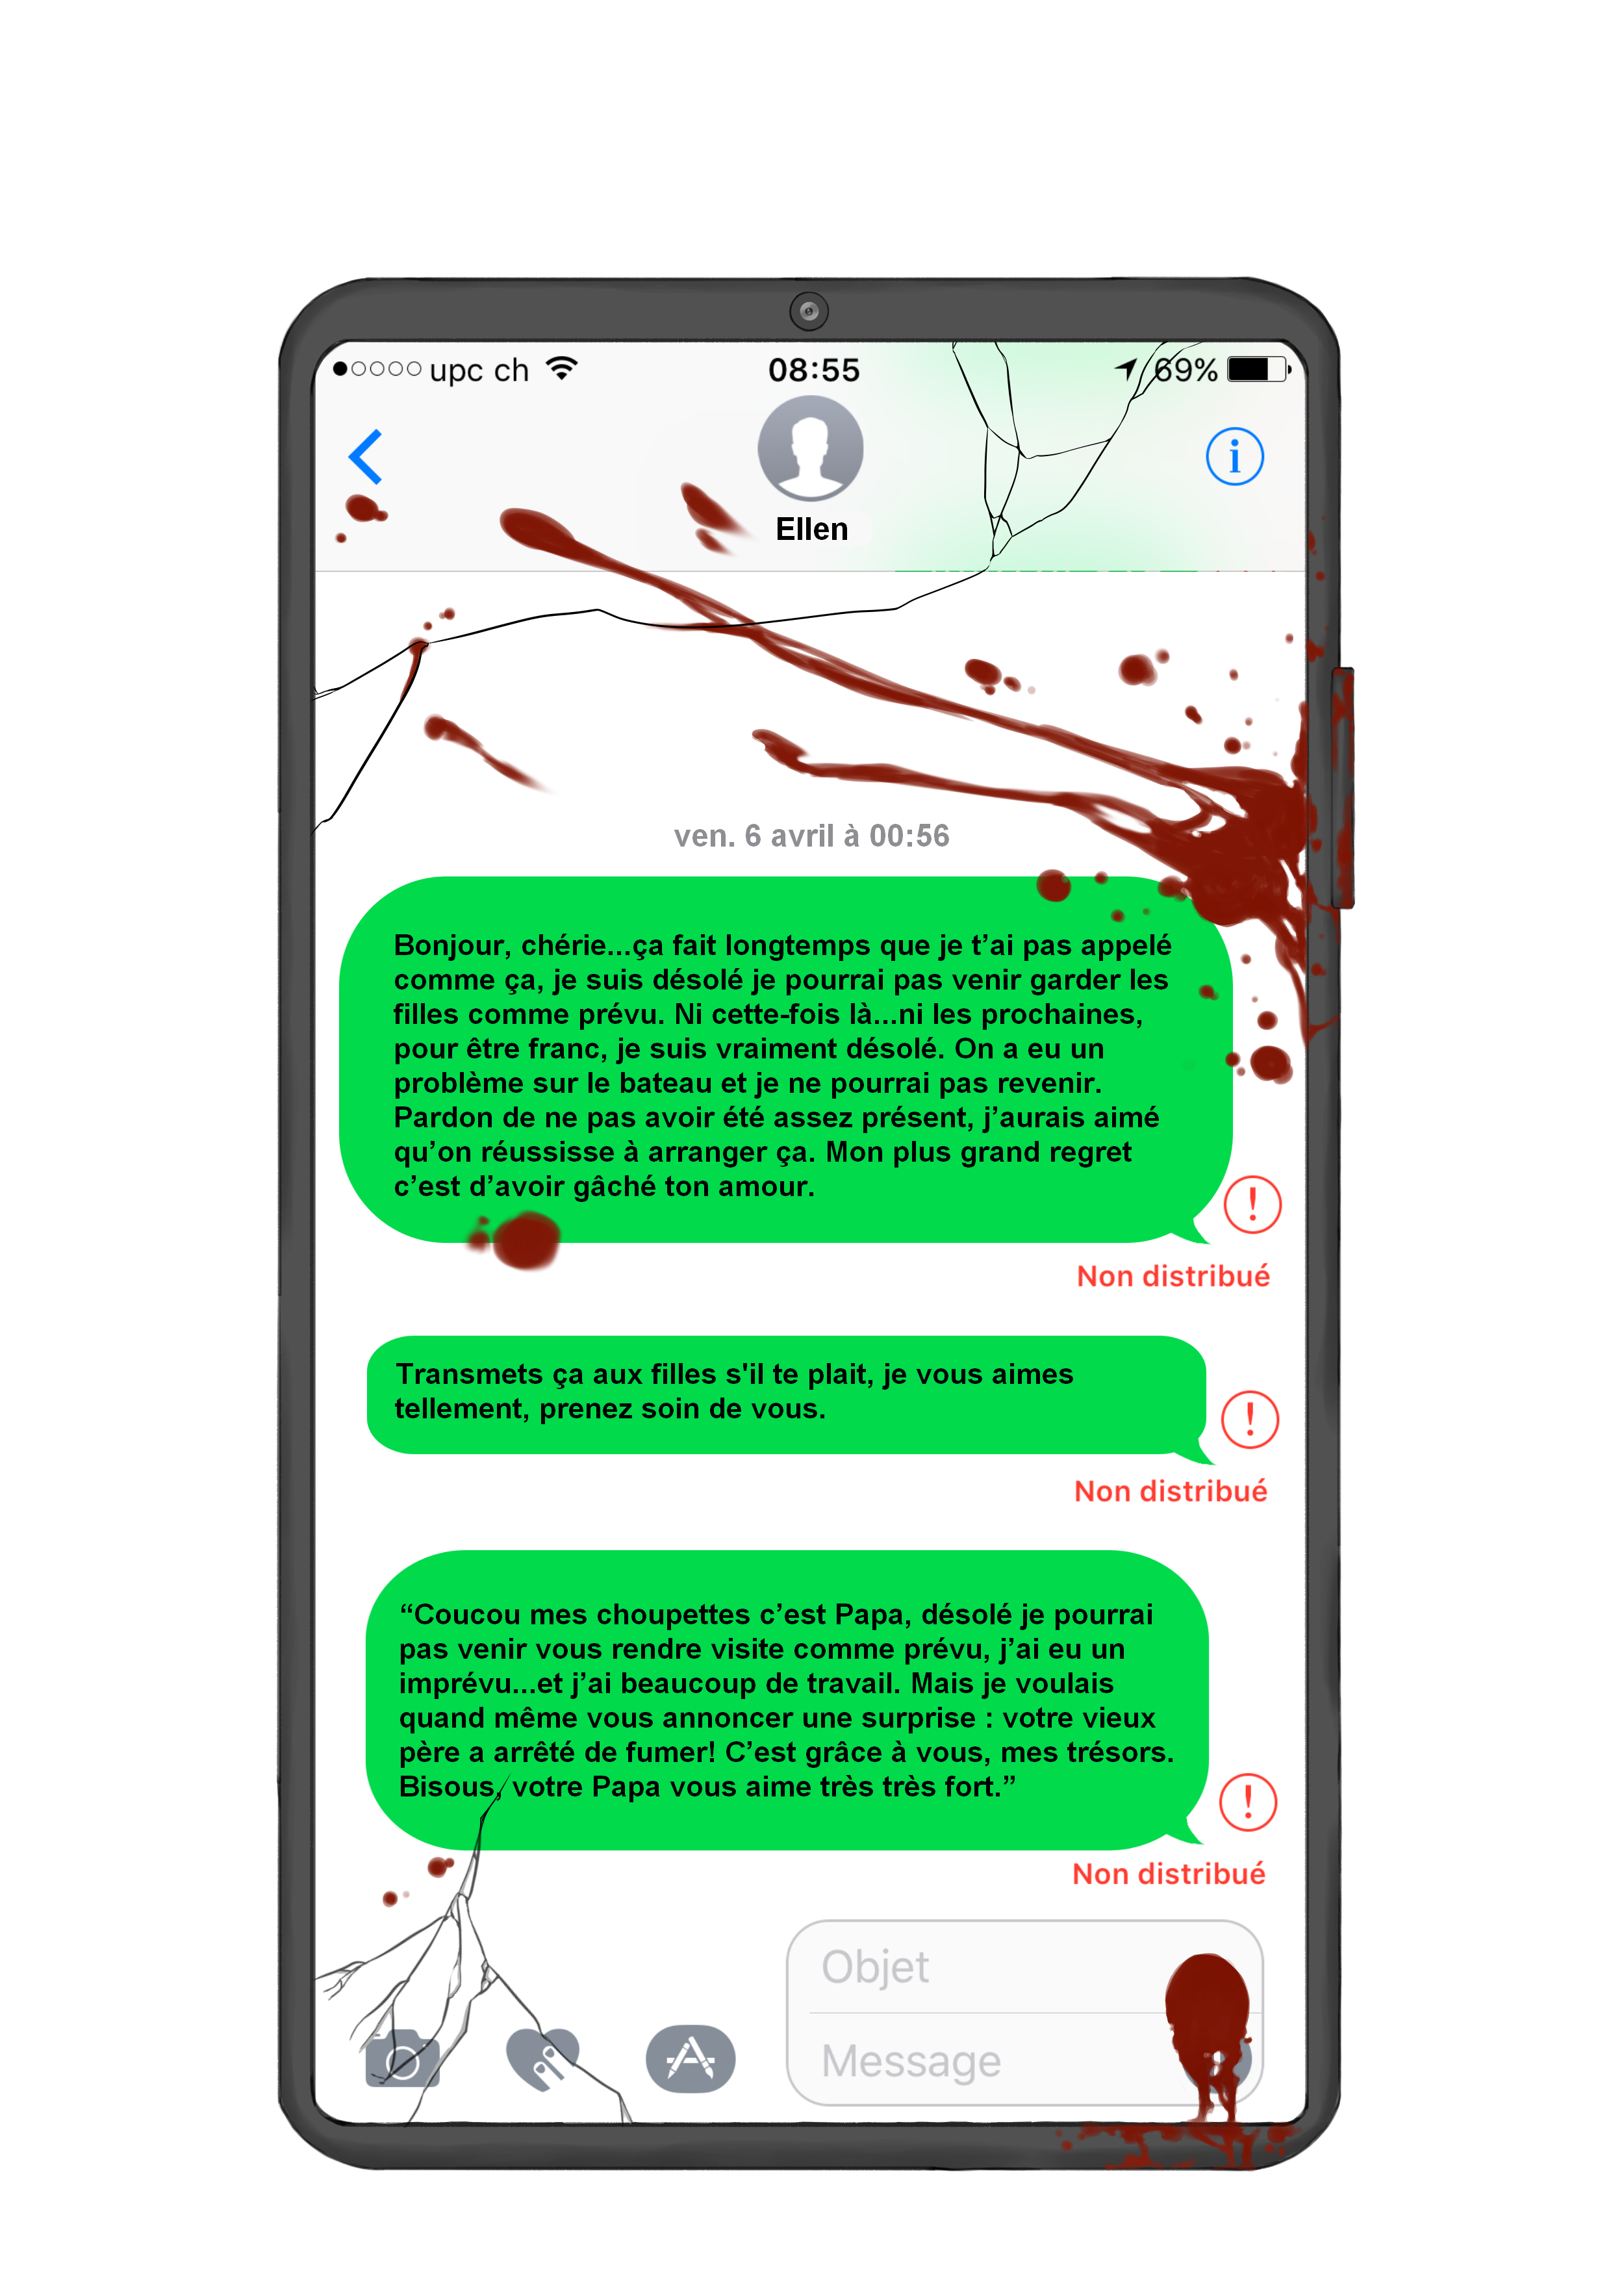 upc ch 08:55 69%
Ellen
ven. 6 avril à 00:56
Bonjour, chérie...ça fait longtemps que je t’ai pas appelé
comme ça, je suis désolé je pourrai pas venir garder les
filles comme prévu. Ni cette-fois là...ni les prochaines,
pour être franc, je suis vraiment désolé. On a eu un
problème sur le bateau et je ne pourrai pas revenir.
Pardon de ne pas avoir été assez présent, j’aurais aimé
qu’on réussisse à arranger ça. Mon plus grand regret
c’est d’avoir gâché ton amour.
Non distribué
Transmets ça aux filles s'il te plait, je vous aimes
tellement, prenez soin de vous.
Non distribué
“Coucou mes choupettes c’est Papa, désolé je pourrai
pas venir vous rendre visite comme prévu, j’ai eu un
imprévu...et j’ai beaucoup de travail. Mais je voulais
quand même vous annoncer une surprise : votre vieux
père a arrêté de fumer! C’est grâce à vous, mes trésors.
Bisous, votre Papa vous aime très très fort.”
Non distribué
Objet
Message